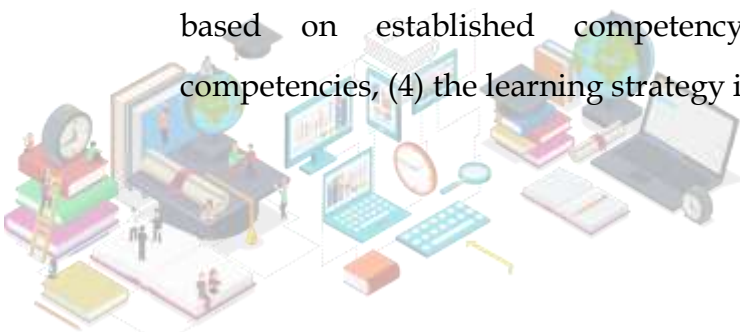 based on established competency
competencies, (4) the learning strategy i